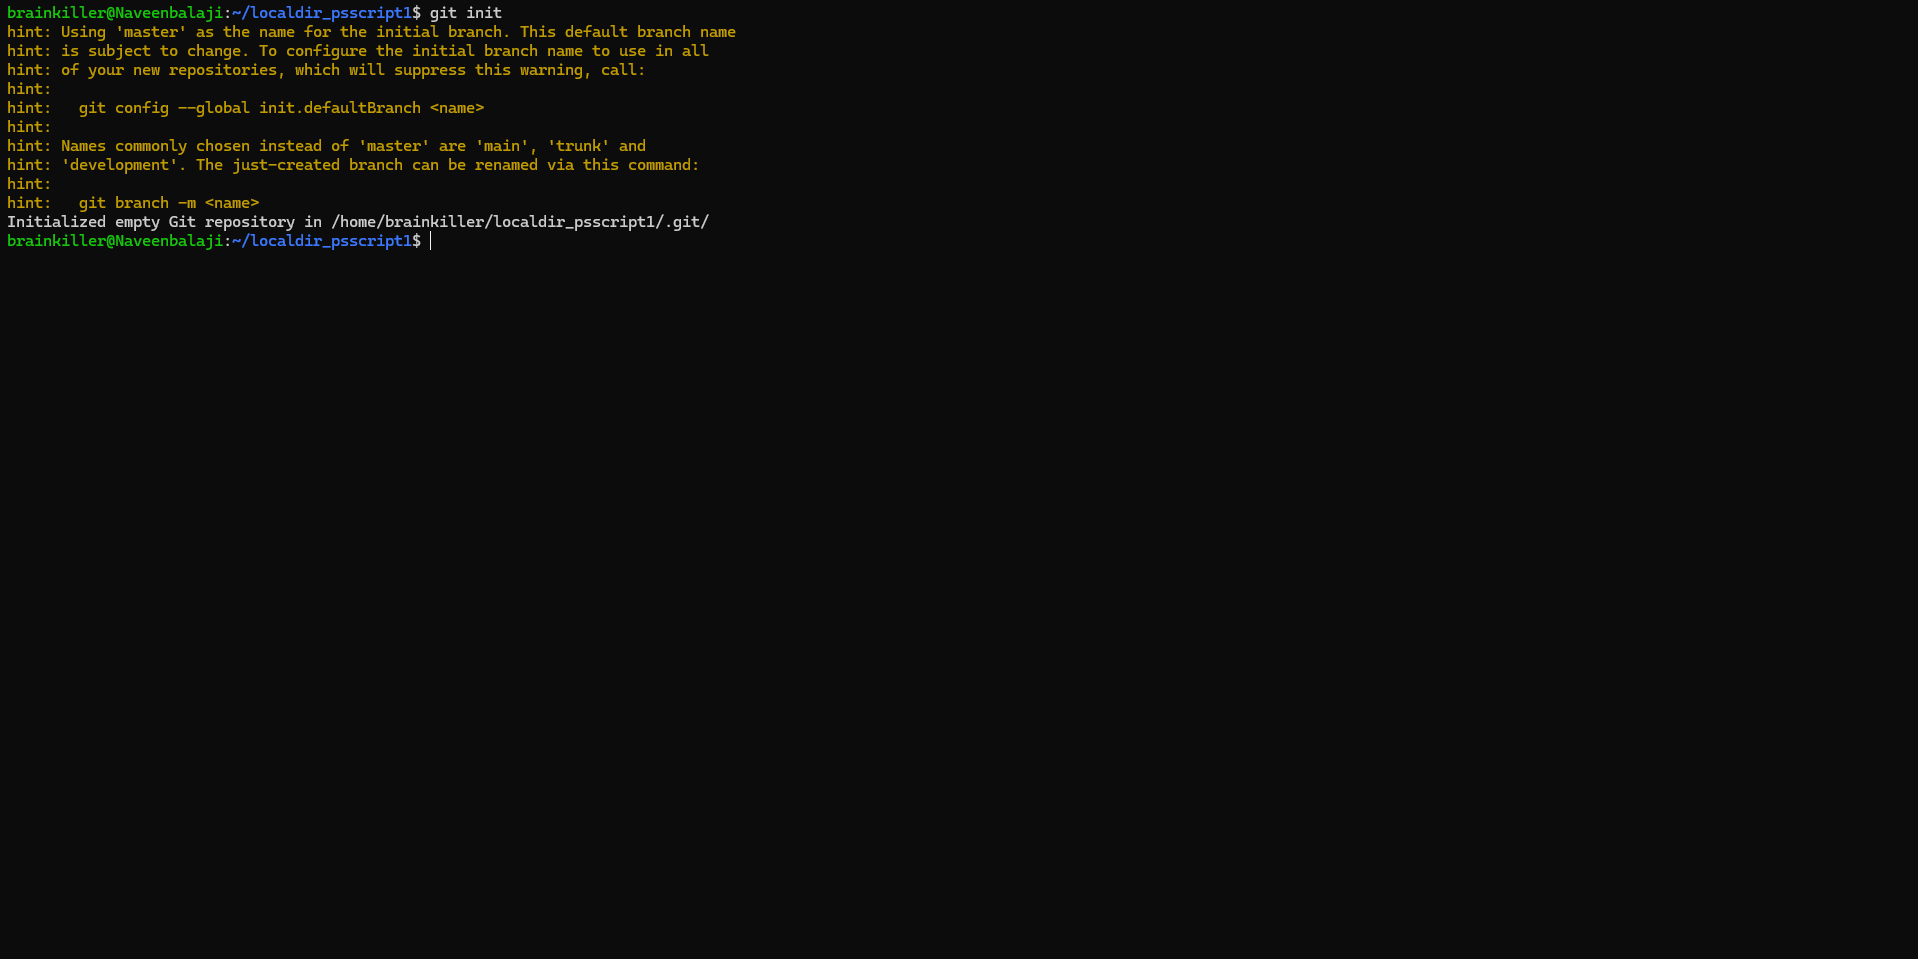 brainkiller@Naveenbalaji:~/localdir_psscript1$ git init
hint: Using 'master' as the name for the initial branch. This default branch name
hint: is subject to change. To configure the initial branch name to use in all
hint: of your new repositories, which will suppress this warning, call:
hint:
hint:   git config --global init.defaultBranch <name>
hint:
hint: Names commonly chosen instead of 'master' are 'main', 'trunk' and
hint: 'development'. The just-created branch can be renamed via this command:
hint:
hint:   git branch -m <name>
Initialized empty Git repository in /home/brainkiller/localdir_psscript1/.git/
brainkiller@Naveenbalaji:~/localdir_psscript1$